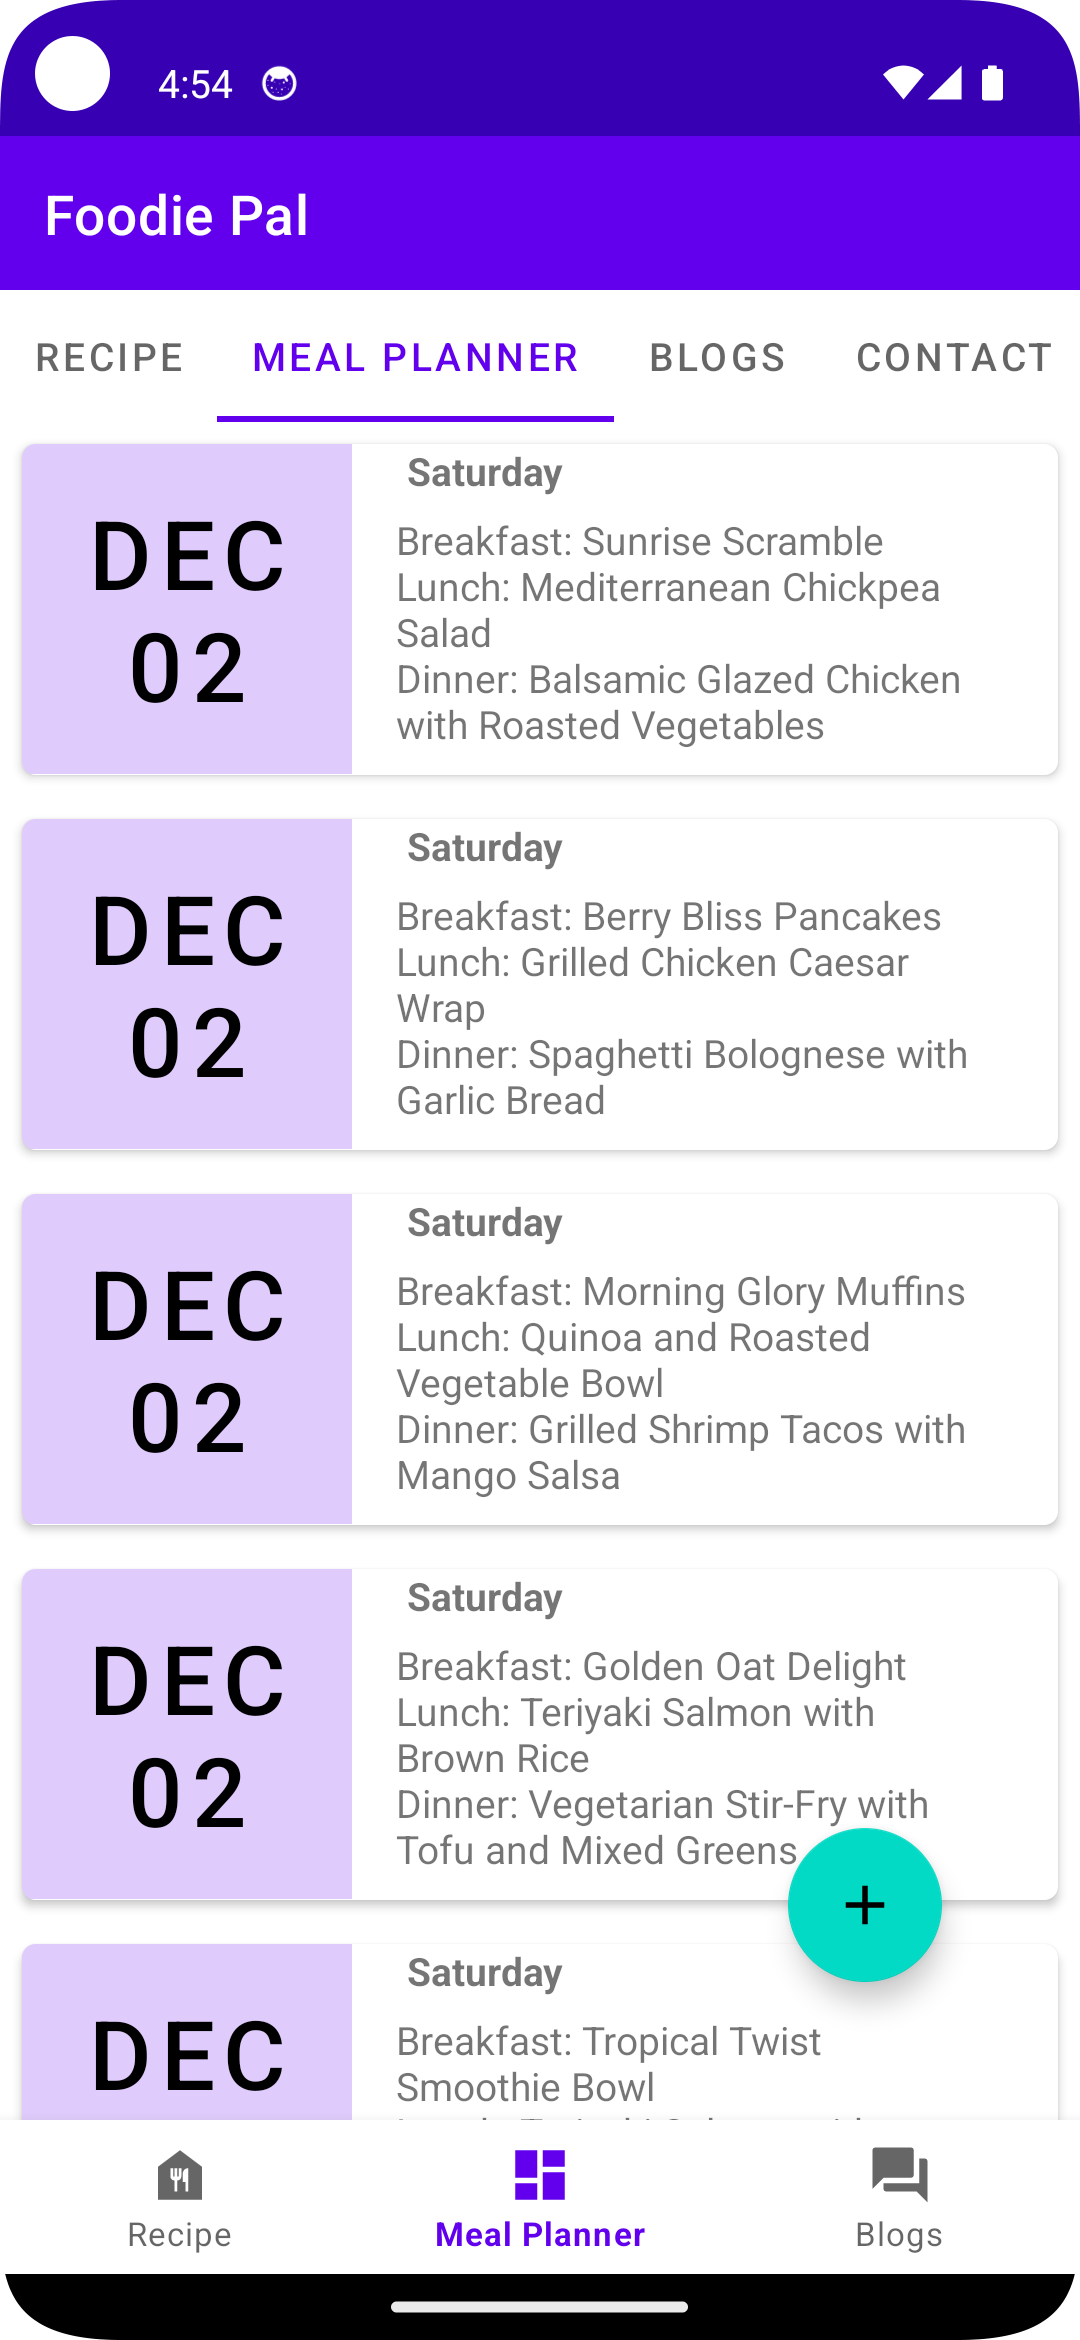 4:54
Foodie Pal
RECIPE
MEAL PLANNER
BLOGS
CONTACT
DEC
02
Saturday
Breakfast: Sunrise Scramble
Lunch: Mediterranean Chickpea
Salad
Dinner: Balsamic Glazed Chicken
with Roasted Vegetables
DEC
02
Saturday
Breakfast: Berry Bliss Pancakes
Lunch: Grilled Chicken Caesar
Wrap
Dinner: Spaghetti Bolognese with
Garlic Bread
DEC
02
Saturday
Breakfast: Morning Glory Muffins
Lunch: Quinoa and Roasted
Vegetable Bowl
Dinner: Grilled Shrimp Tacos with
Mango Salsa
DEC
02
Saturday
Breakfast: Golden Oat Delight
Lunch: Teriyaki Salmon with
Brown Rice
Dinner: Vegetarian Stir-Fry with
Tofu and Mixed Greens
DEC
Saturday
Breakfast: Tropical Twist
Smoothie Bowl
Recipe
Meal Planner
Blogs